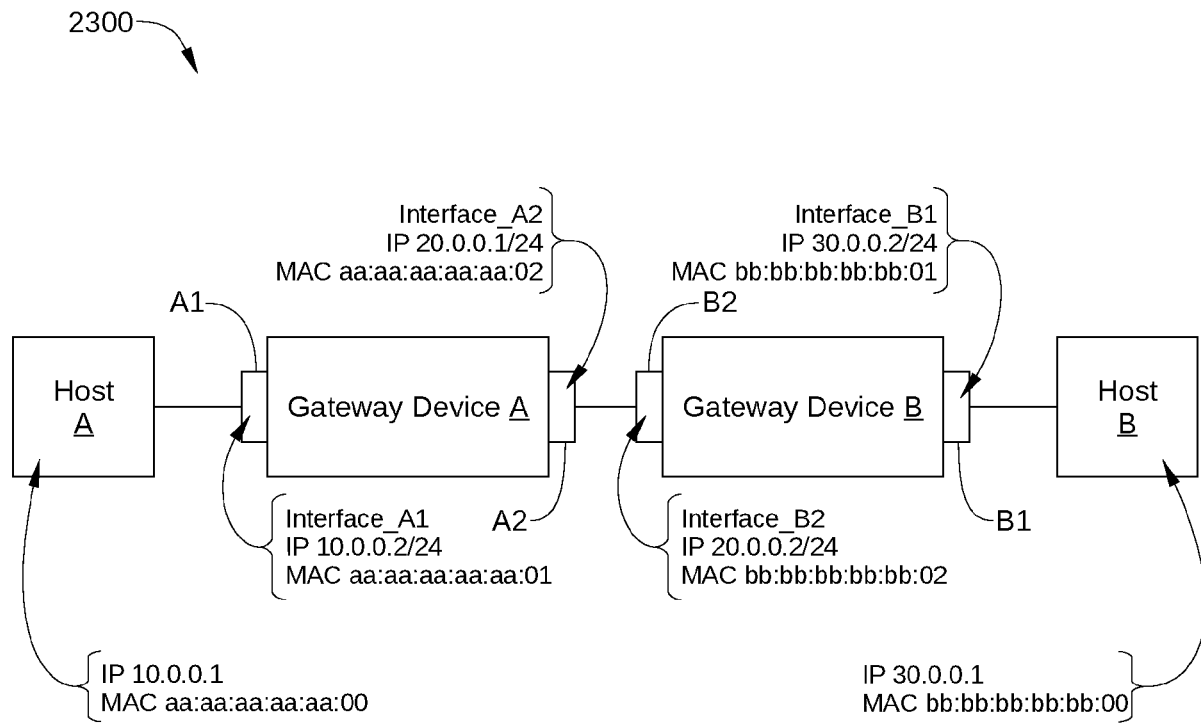 2300
Interface_A2
IP 20.0.0.1/24
MAC aa:aa:aa:aa:aa:02
Interface_B1
IP 30.0.0.2/24
MAC bb:bb:bb:bb:bb:01
A1
B2
Host
A
Gateway Device A
Gateway Device B
Host
B
Interface_A1
IP 10.0.0.2/24
MAC aa:aa:aa:aa:aa:01
A2
Interface_B2
IP 20.0.0.2/24
MAC bb:bb:bb:bb:bb:02
B1
IP 10.0.0.1
MAC aa:aa:aa:aa:aa:00
IP 30.0.0.1
MAC bb:bb:bb:bb:bb:00